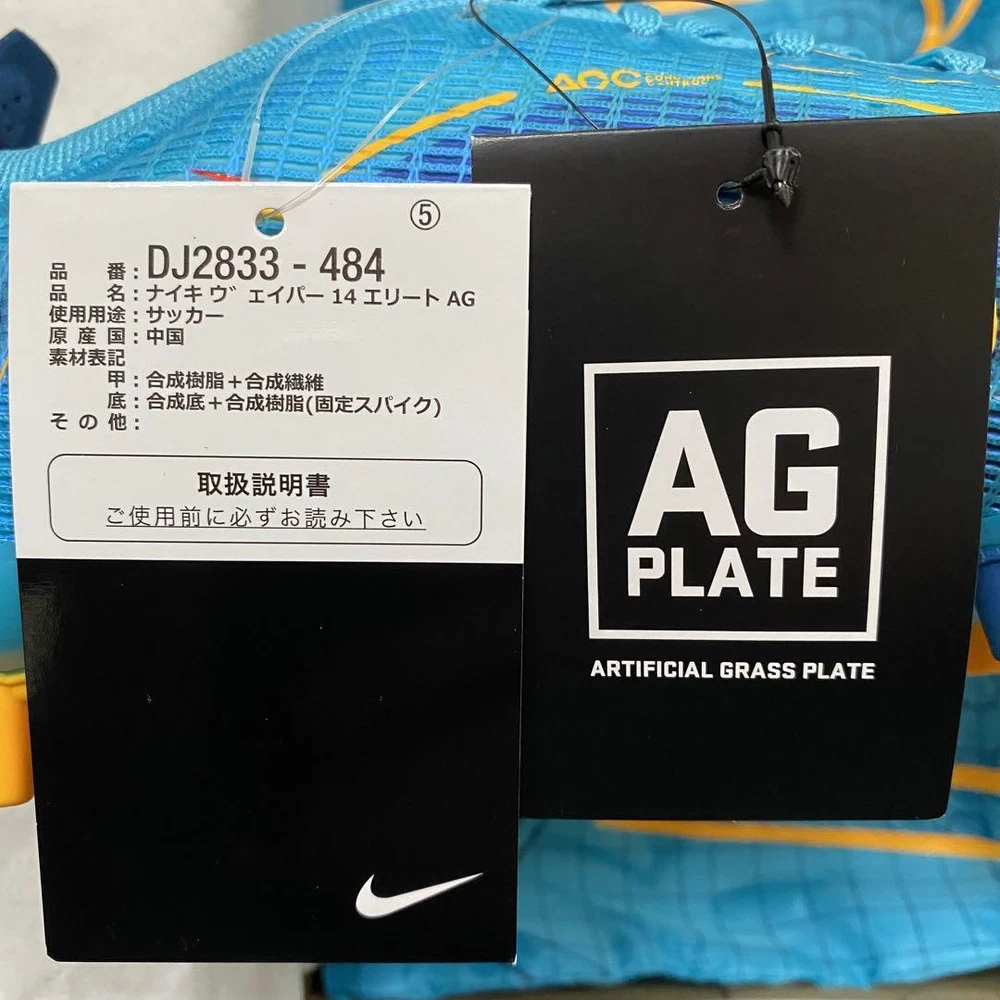 ACC
⑤
品 番:DJ2833 - 484
品 名:ナイキ ヴェイパー 14 エリート AG
使用用途:サッカー
原産国:中国
素材表記
甲:合成樹脂+合成繊維
底:合成底+合成樹脂(固定スパイク)
その他:
取扱説明書
ご使用前に必ずお読み下さい
AG
PLATE
ARTIFICIAL GRASS PLATE